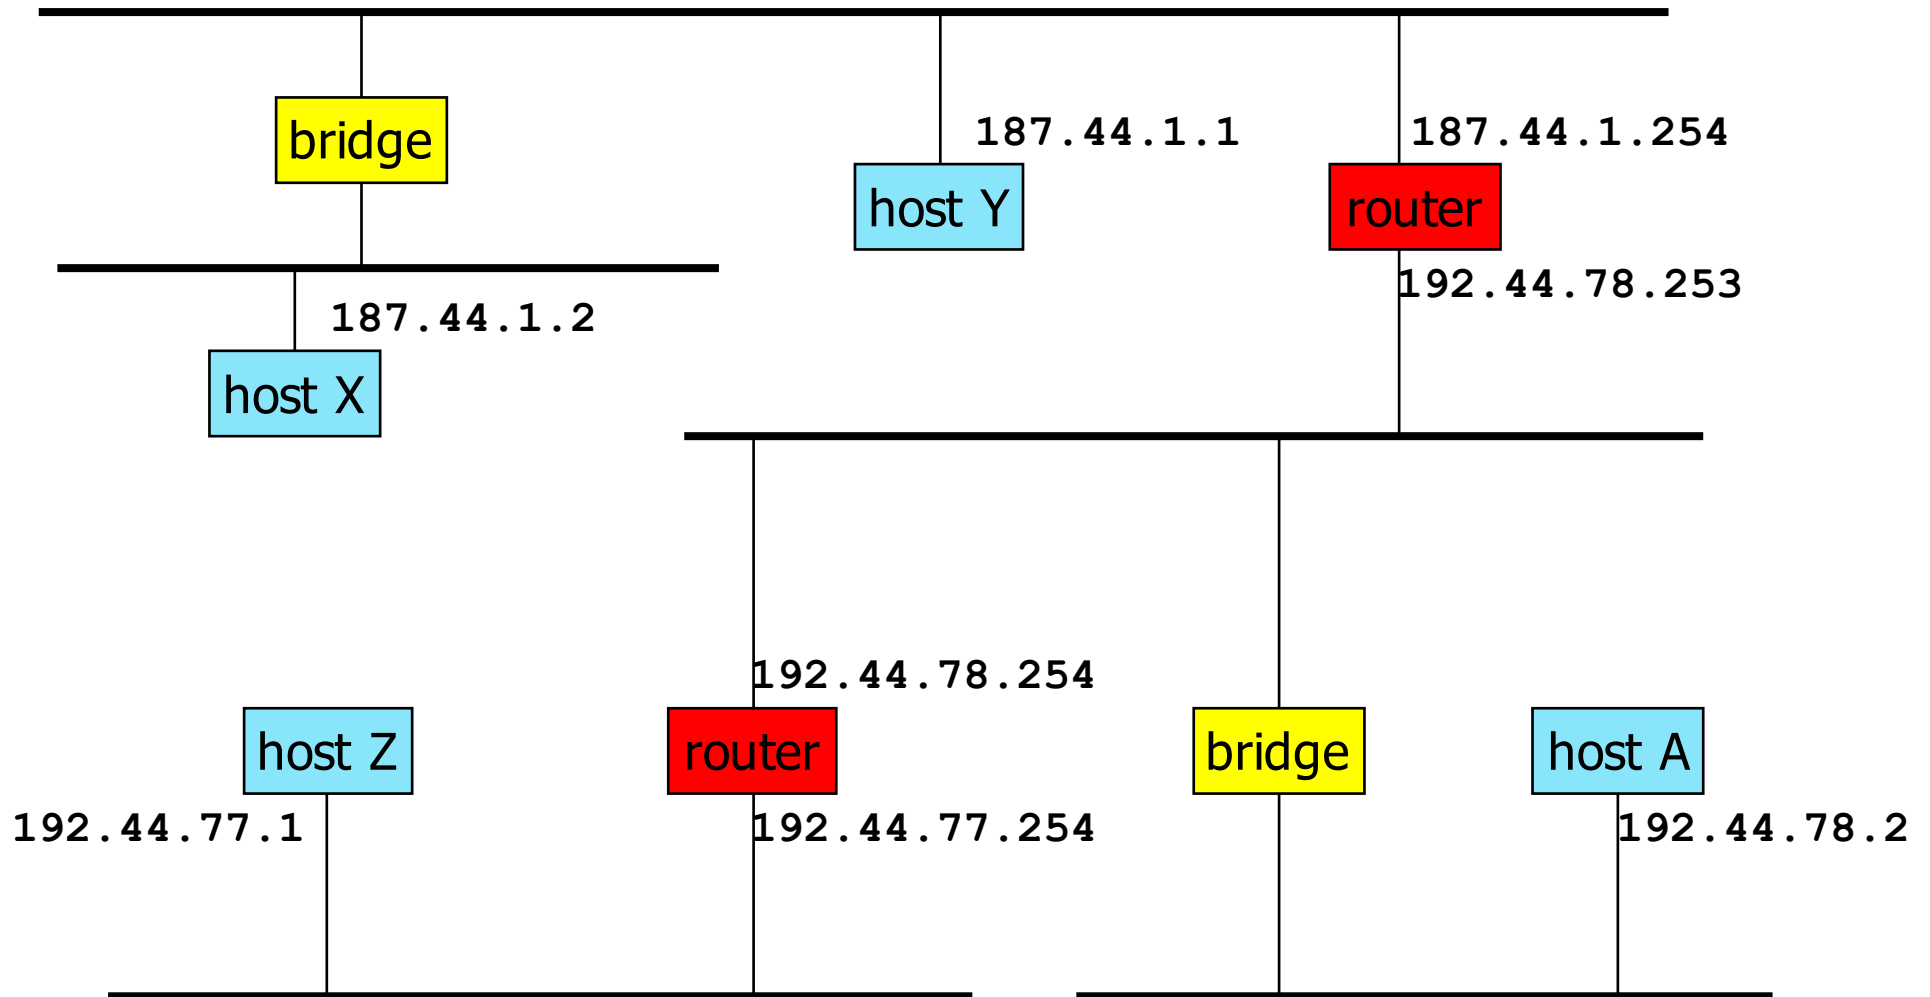 bridge
187.44.1.1
187.44.1.254
host Y
router
192.44.78.253
187.44.1.2
host X
192.44.78.254
host Z
router
bridge
host A
192.44.77.1
192.44.77.254
192.44.78.2